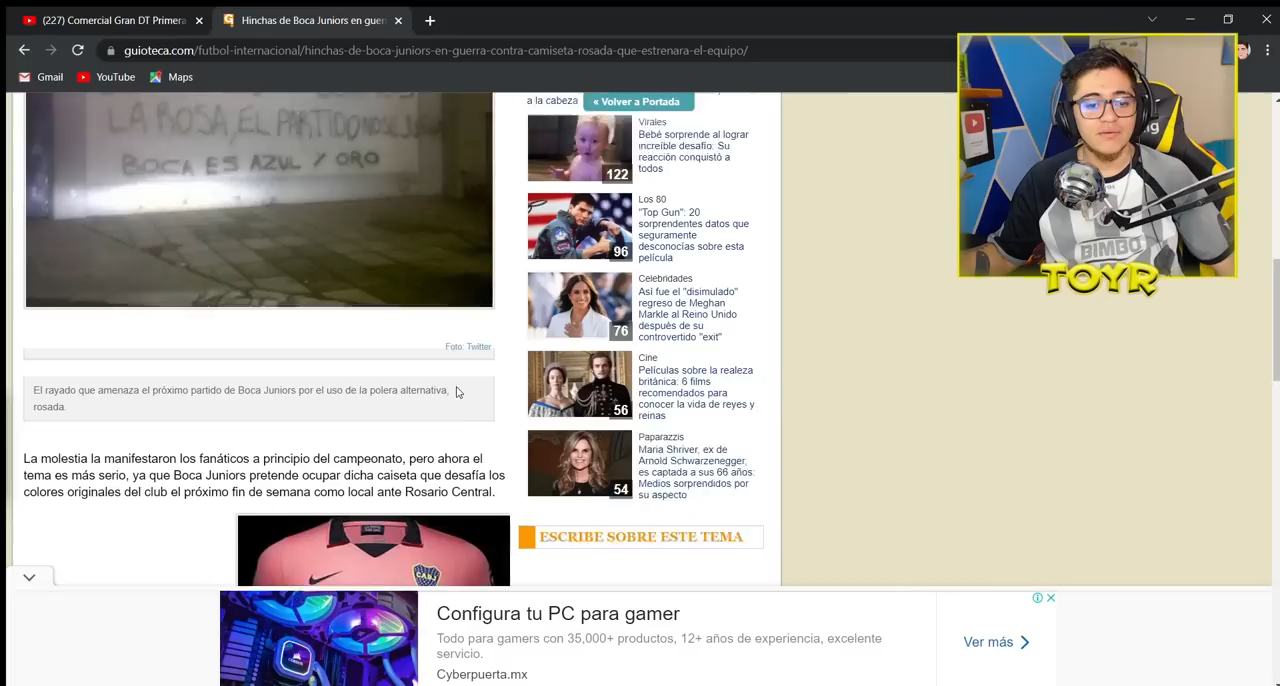 (227) Comercial Gran DT Primera
Hinchas de Boca Juniors en guer
guioteca.com/futbol-internacional/hinchas-de-boca-juniors-en-guerra-contra-camiseta-rosada-que-estrenara-el-equipo/
Gmail
YouTube
Maps
LA ROSA, EL PARTIDO NO
BOCA ES AZUL Y ORO
Foto: Twitter
El rayado que amenaza el próximo partido de Boca Juniors por el uso de la polera alternativa,
rosada.
La molestia la manifestaron los fanáticos a principio del campeonato, pero ahora el
tema es más serio, ya que Boca Juniors pretende ocupar dicha caiseta que desafía los
colores originales del club el próximo fin de semana como local ante Rosario Central.
CABJ
a la cabeza
« Volver a Portada
Virales
Bebé sorprende al lograr
increíble desafío. Su
reacción conquistó a
todos
122
Los 80
"Top Gun": 20
sorprendentes datos que
seguramente
desconocías sobre esta
película
96
Celebridades
Así fue el "disimulado"
regreso de Meghan
Markle al Reino Unido
después de su
controvertido "exit"
76
Cine
Películas sobre la realeza
británica: 6 films
recomendados para
conocer la vida de reyes y
reinas
56
Paparazzis
Maria Shriver, ex de
Arnold Schwarzenegger,
es captada a sus 66 años:
Medios sorprendidos por
su aspecto
54
ESCRIBE SOBRE ESTE TEMA
Configura tu PC para gamer
Todo para gamers con 35,000+ productos, 12+ años de experiencia, excelente
servicio.
Cyberpuerta.mx
Ver más
ng
BIMBO
TOYR